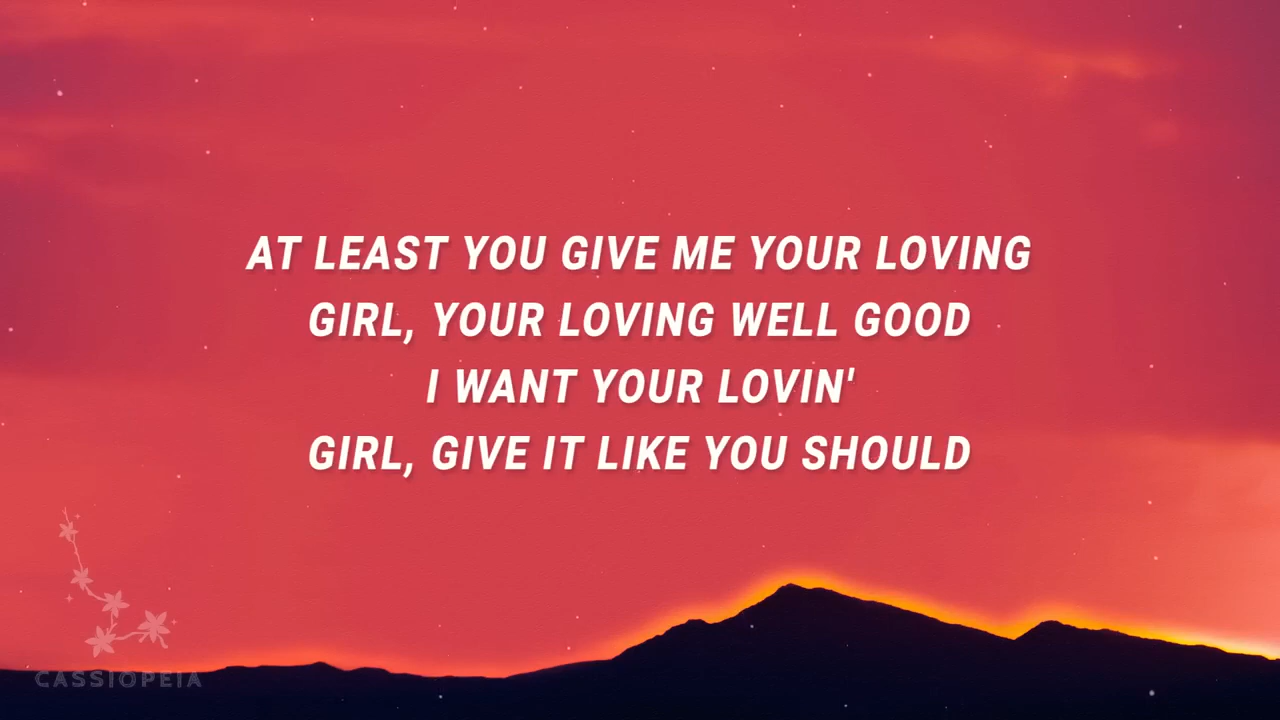 AT LEAST YOU GIVE ME YOUR LOVING
GIRL, YOUR LOVING WELL GOOD
I WANT YOUR LOVIN'
GIRL, GIVE IT LIKE YOU SHOULD
CASSIOPEIA